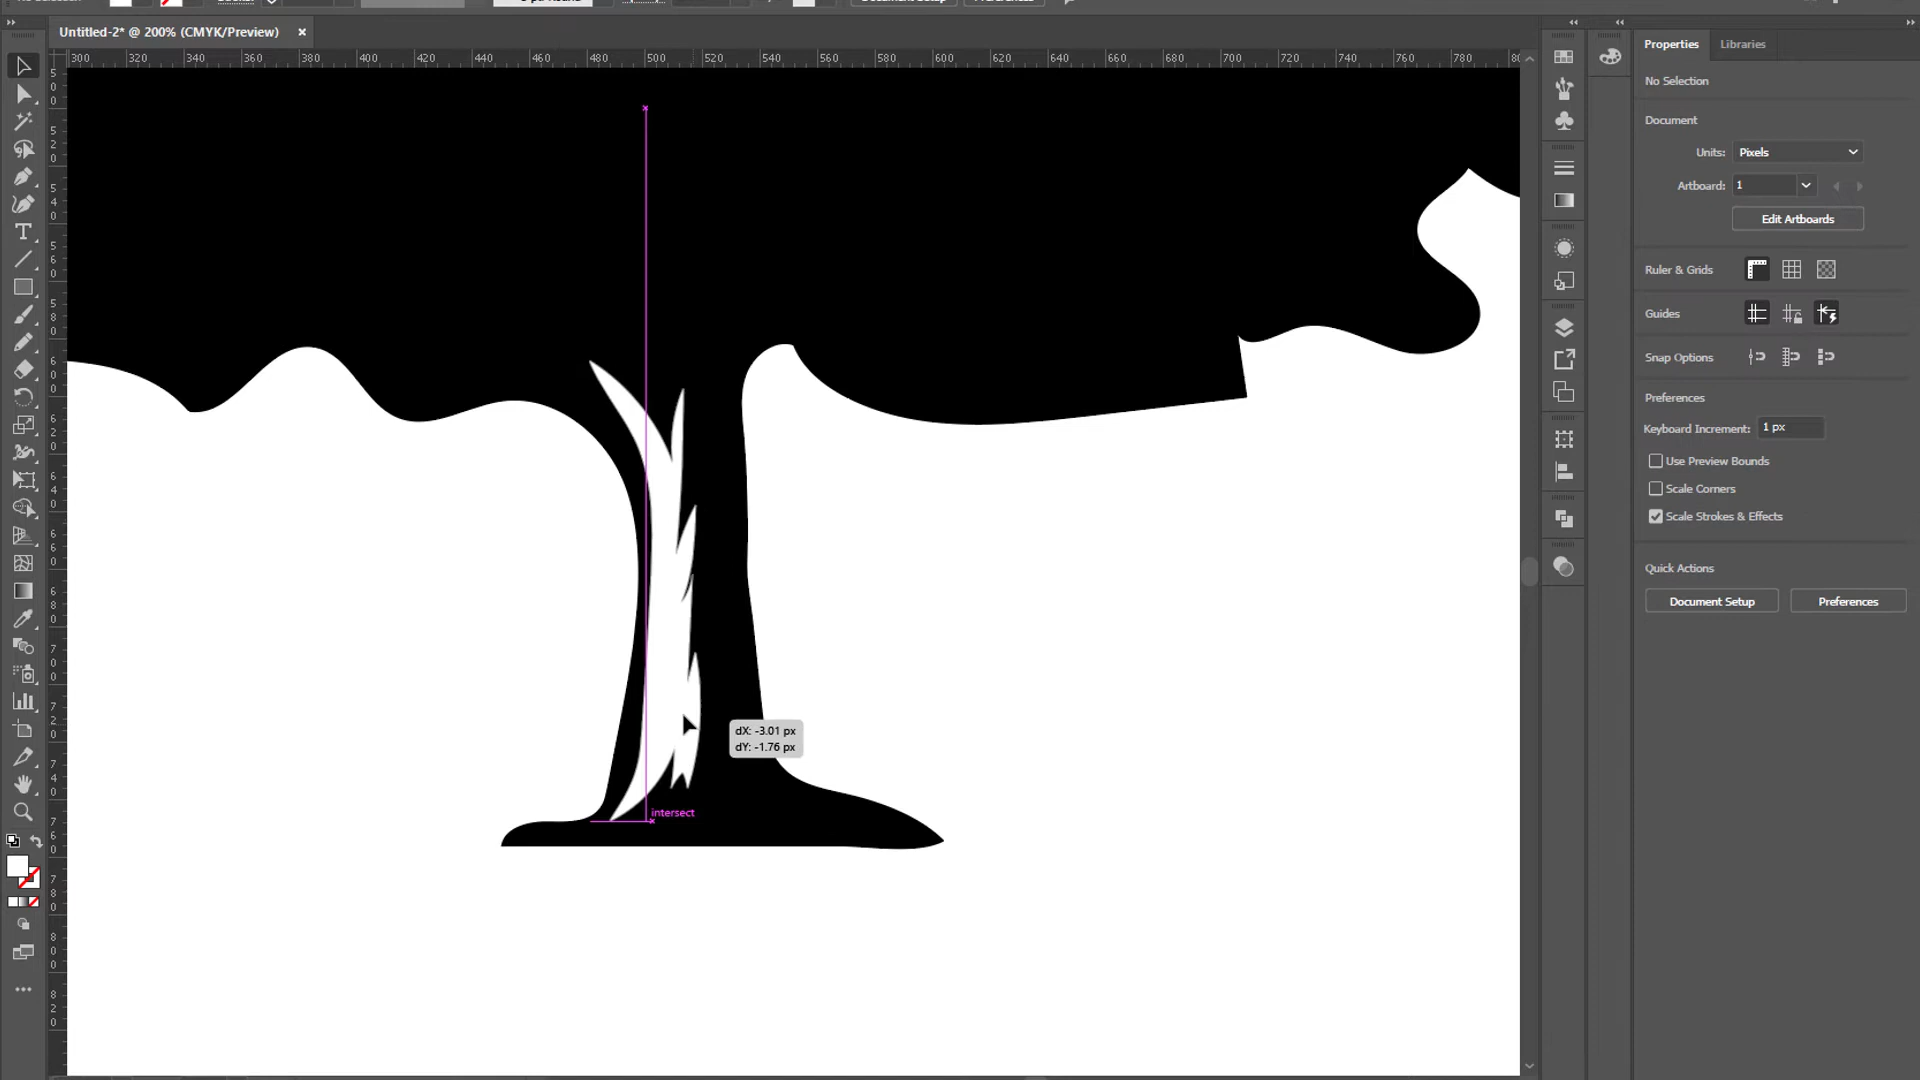 Untitled-2* @ 200% (CMYK/Preview) ×
300 320 340 360 380 400 420 440 460 480 500 520 540 560 580 600 620 640 660 680 700 720 740 760 780
Properties Libraries
No Selection
Document
Units: Pixels
Artboard: 1
Edit Artboards
Ruler & Grids
Guides
Snap Options
Preferences
Keyboard Increment: 1 px
Use Preview Bounds
Scale Corners
Scale Strokes & Effects
Quick Actions
Document Setup Preferences
dX: -3.01 px
dY: -1.76 px
intersect